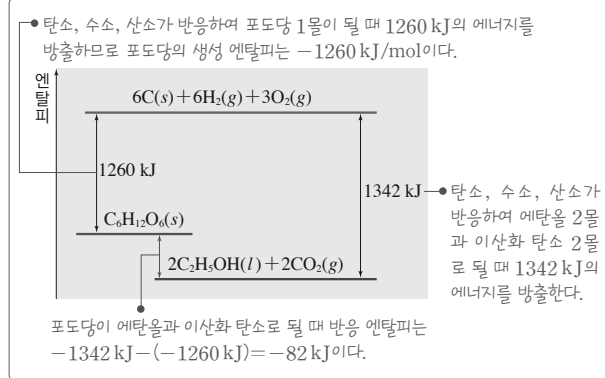 탄소, 수소, 산소가 반응하여 포도당 1몰이 될 때 1260 kJ의 에너지를
방출하므로 포도당의 생성 엔탈피는 −1260 kJ/mol이다.
엔탈피
6C(s)+6H₂(g)+3O₂(g)
1260 kJ
1342 kJ
탄소, 수소, 산소가
반응하여 에탄올 2몰
과 이산화 탄소 2몰
로 될 때 1342 kJ의
에너지를 방출한다.
C₆H₁₂O₆(s)
2C₂H₅OH(l)+2CO₂(g)
포도당이 에탄올과 이산화 탄소로 될 때 반응 엔탈피는
−1342 kJ−(−1260 kJ)=−82 kJ이다.